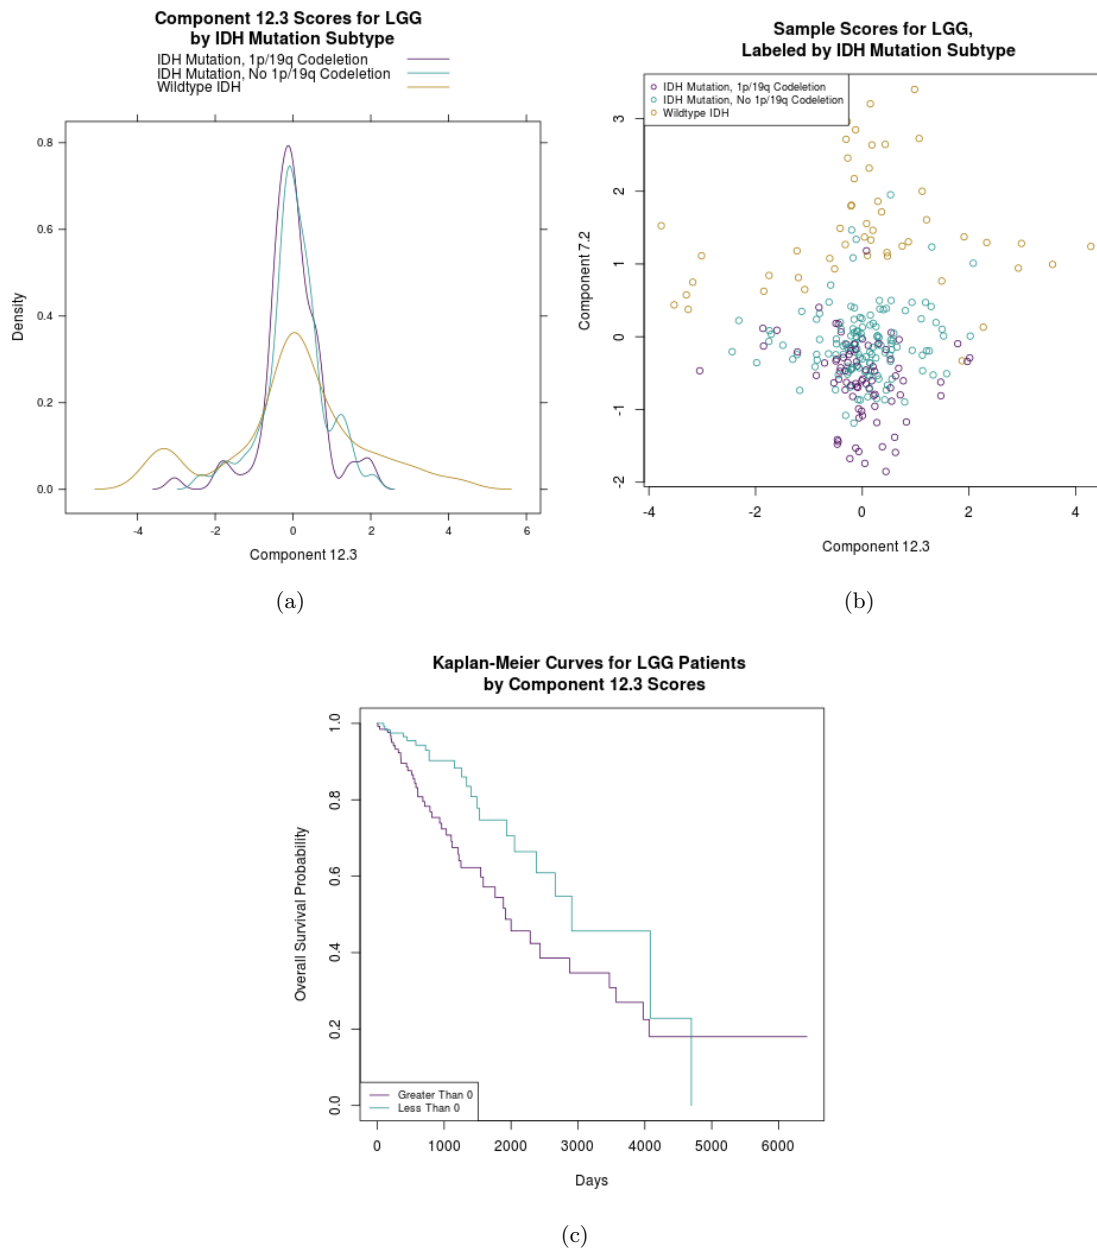 Component 12.3 Scores for LGG
by IDH Mutation Subtype
IDH Mutation, 1p/19q Codeletion
IDH Mutation, No 1p/19q Codeletion
Wildtype IDH
0.8
0.6
0.4
0.2
0.0
Density
-4 -2 0 2 4 6
Component 12.3
(a)
Sample Scores for LGG,
Labeled by IDH Mutation Subtype
IDH Mutation, 1p/19q Codeletion
IDH Mutation, No 1p/19q Codeletion
Wildtype IDH
3
2
1
0
-1
-2
Component 7.2
-4 -2 0 2 4
Component 12.3
(b)
Kaplan-Meier Curves for LGG Patients
by Component 12.3 Scores
1.0
0.8
0.6
0.4
0.2
0.0
Overall Survival Probability
Greater Than 0
Less Than 0
0 1000 2000 3000 4000 5000 6000
Days
(c)